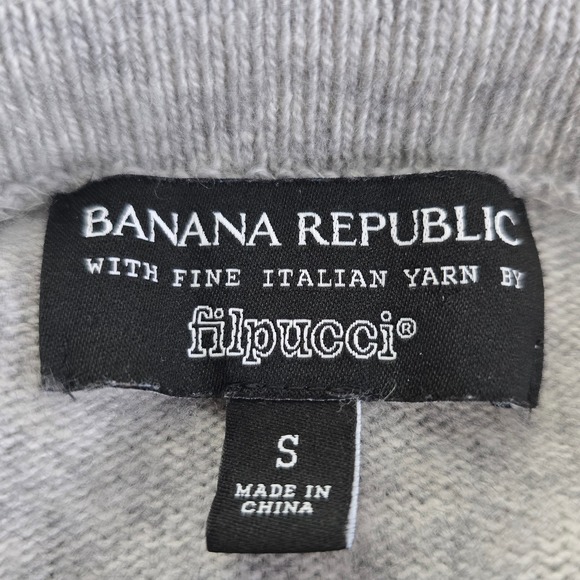 BANANA REPUBLIC
WITH FINE ITALIAN YARN BY
filpucci®
S
MADE IN
CHINA